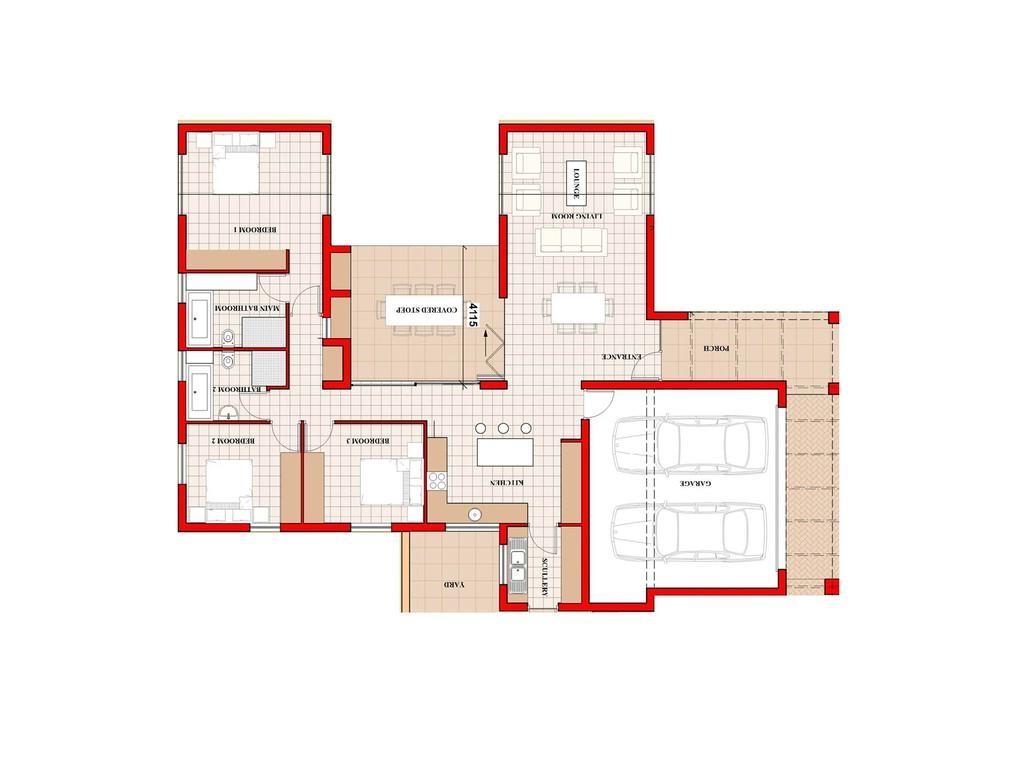 LOUNGE
LIVING ROOM
BEDROOM 1
MAIN BATHROOM
COVERED STOEP
4115
ENTRANCE
PORCH
BATHROOM 2
BEDROOM 2
BEDROOM 3
KITCHEN
GARAGE
SCULLERY
YARD